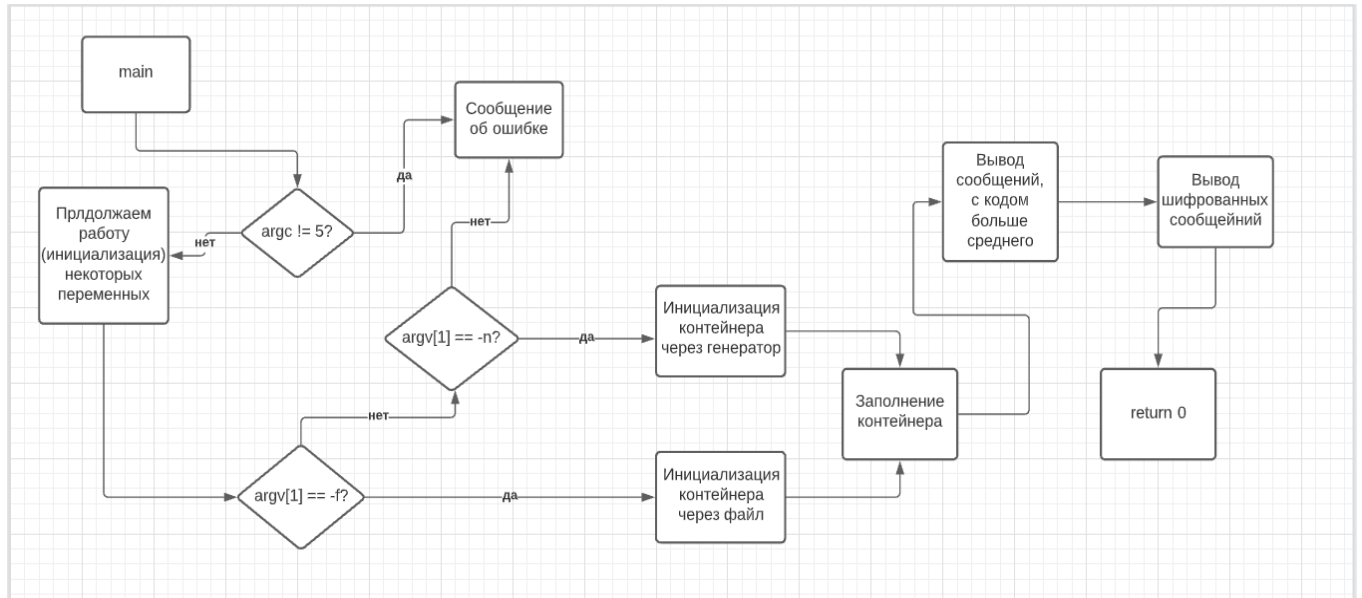 main
Сообщение
об ошибке
да
argc != 5?
нет
Прлдолжаем
работу
(инициализация)
некоторых
переменных
нет
argv[1] == -n?
да
Инициализация
контейнера
через генератор
нет
argv[1] == -f?
да
Инициализация
контейнера
через файл
Заполнение
контейнера
Вывод
сообщений,
с кодом
больше
среднего
Вывод
шифрованных
сообщейний
return 0